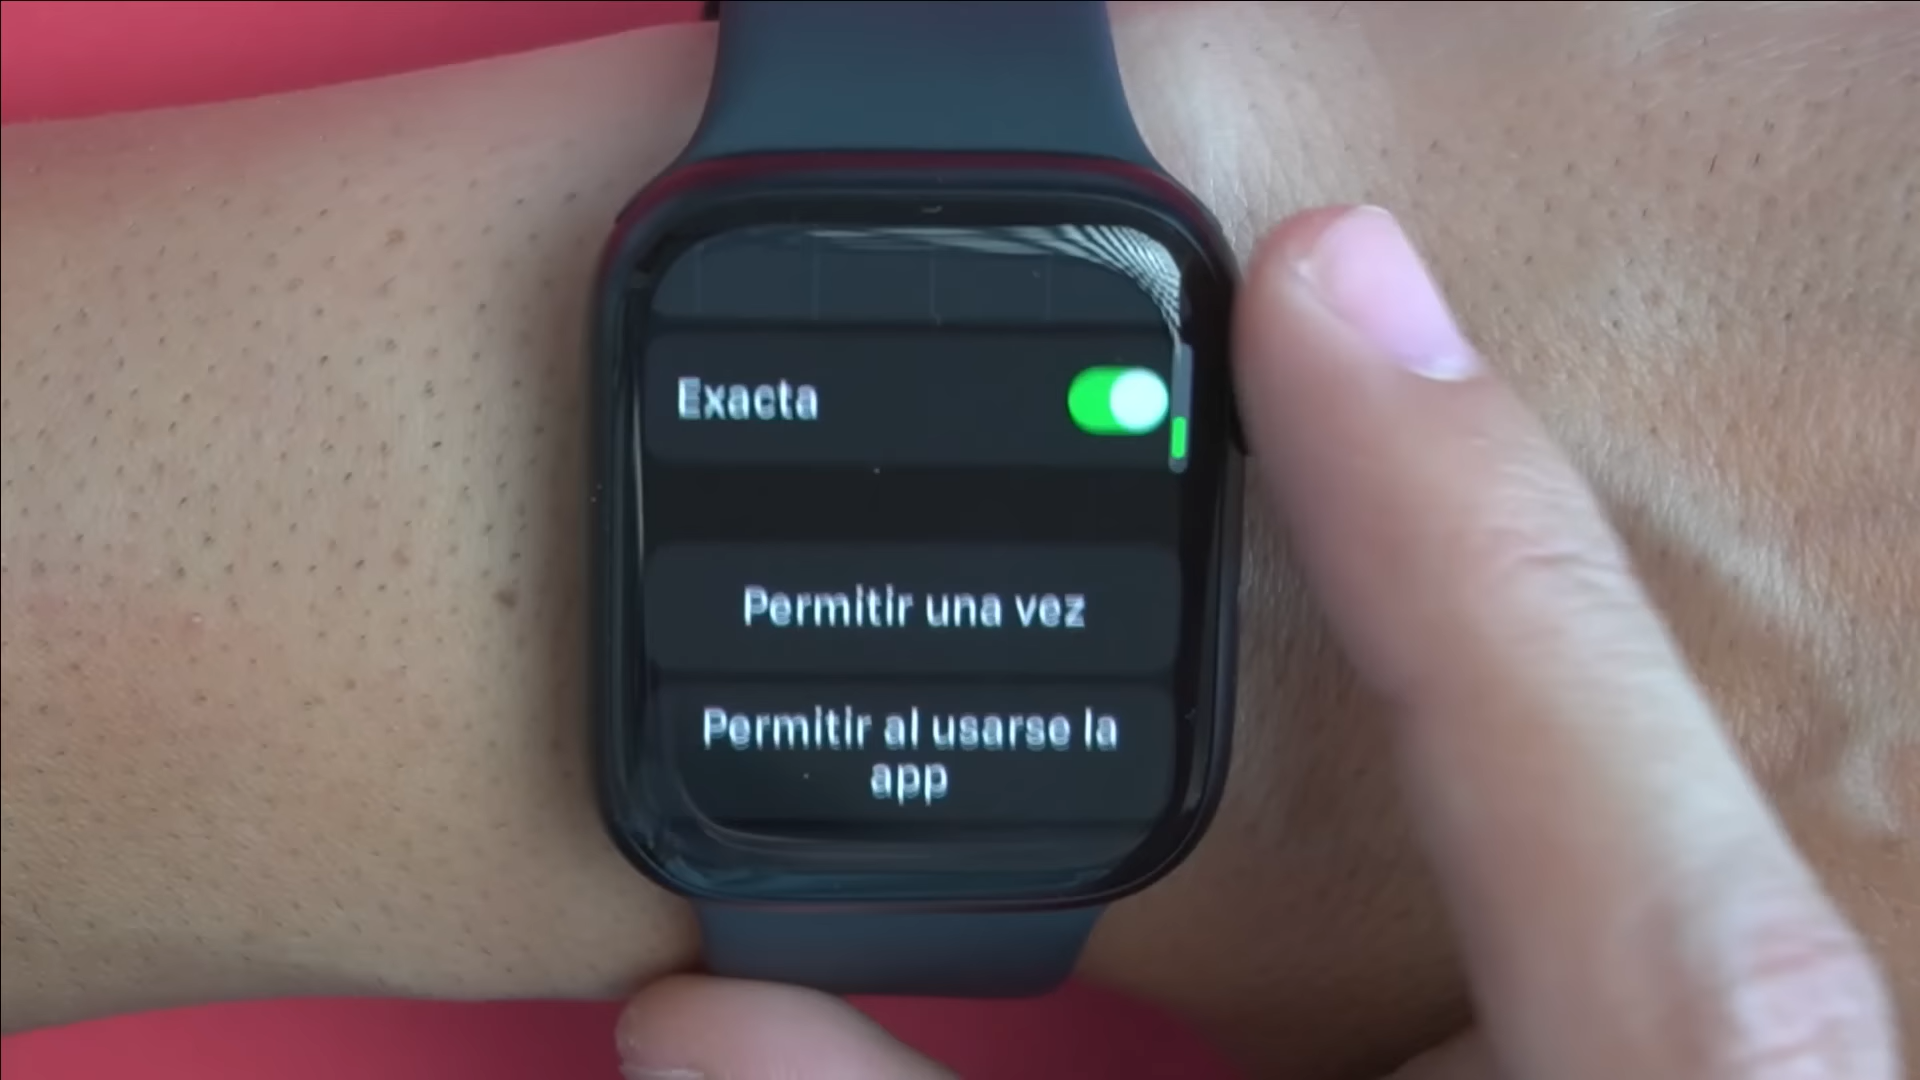 Exacta
Permitir una vez
Permitir al usarse la
app